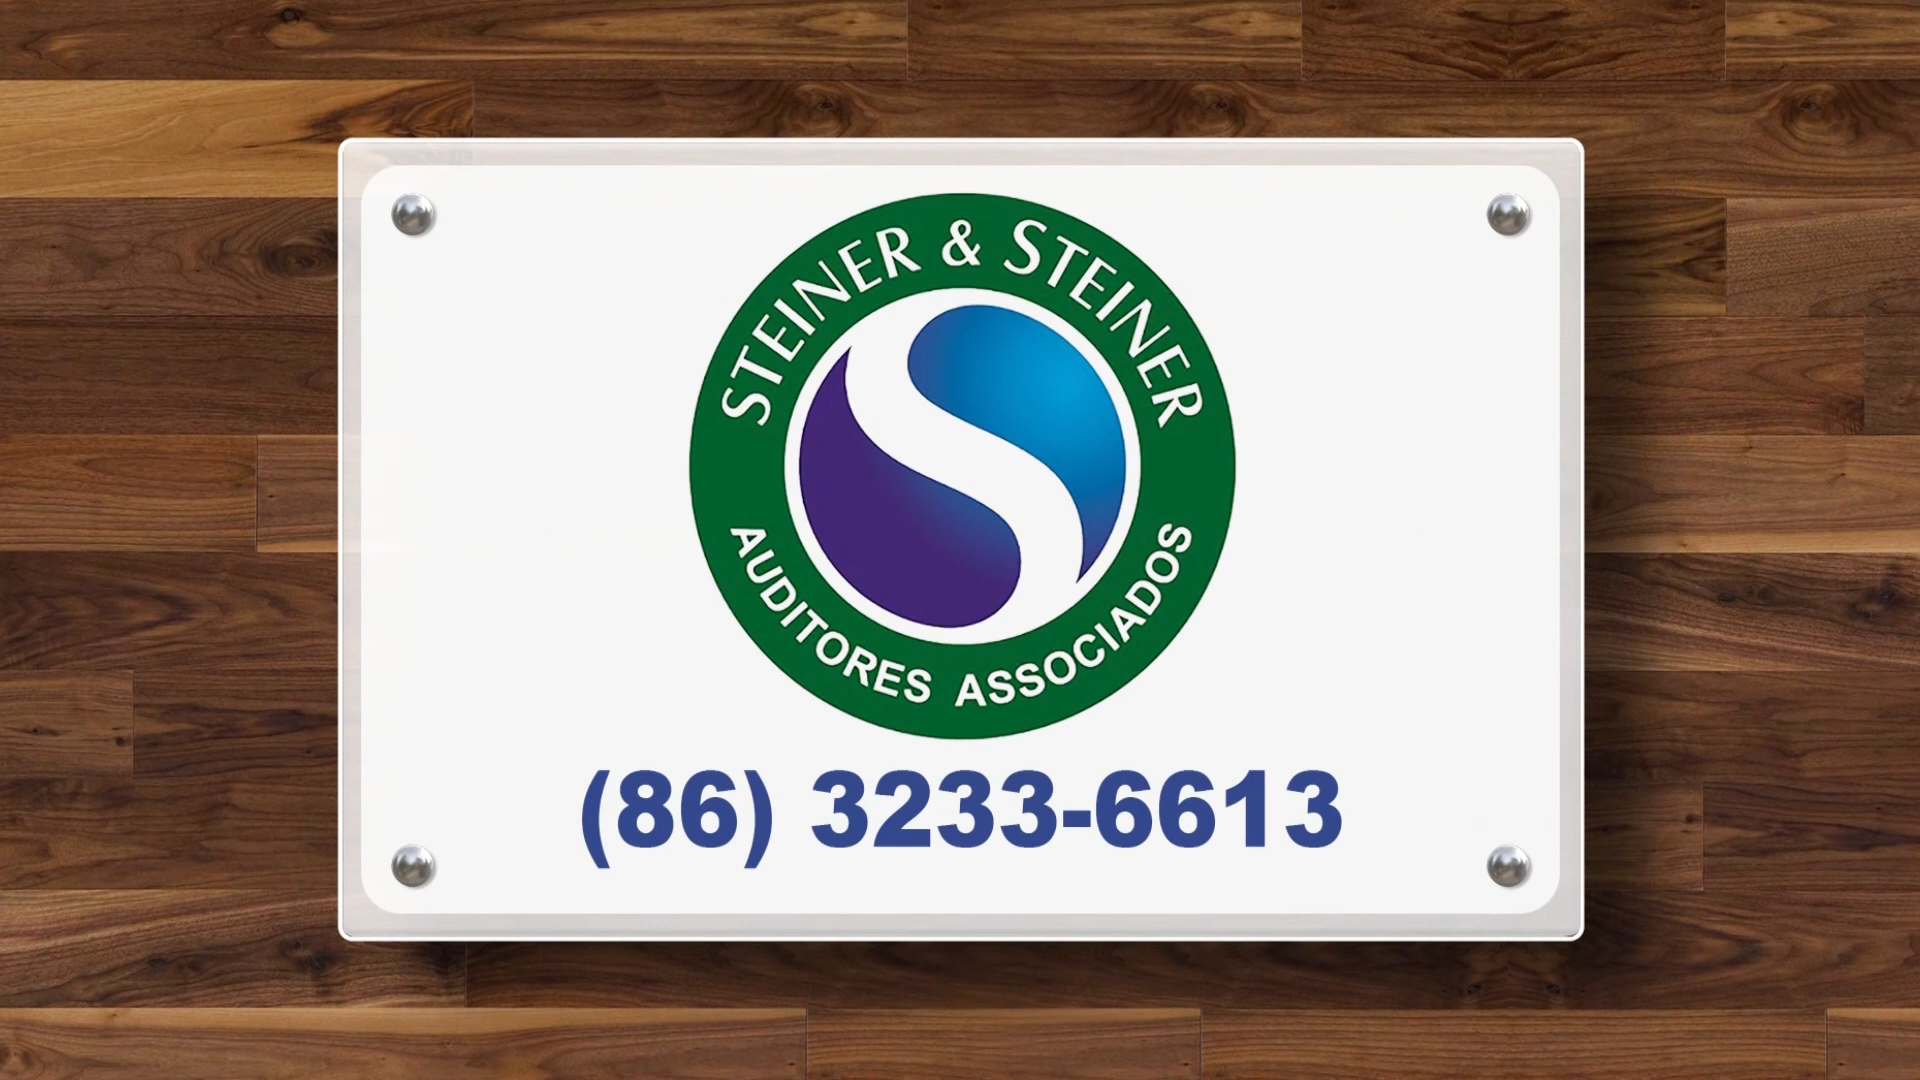 STEINER & STEINER
AUDITORES ASSOCIADOS
(86) 3233-6613